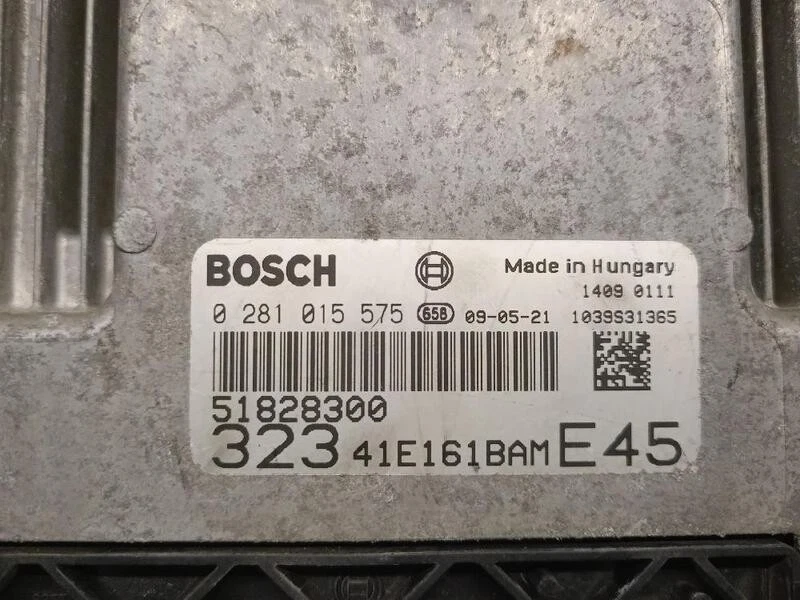 BOSCH Made in Hungary
1409 0111
0 281 015 575 658 09-05-21 1039S31365
51828300
323 41E161BAM E45